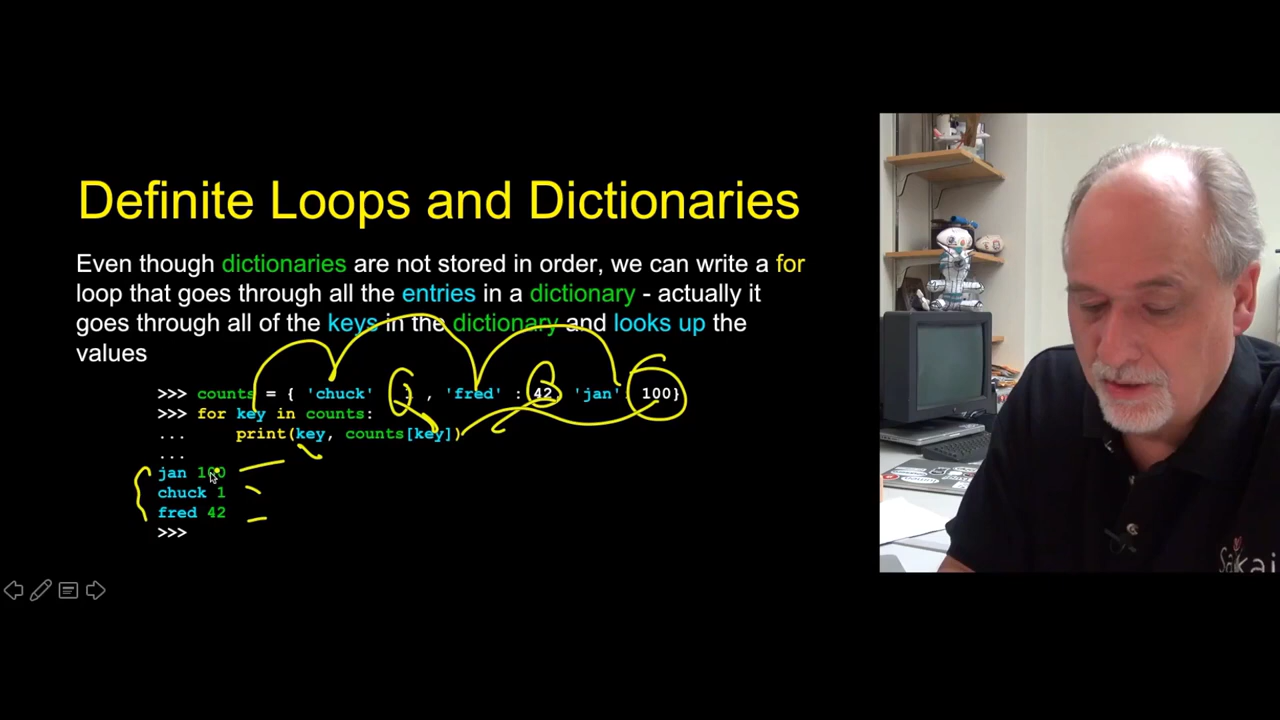 Definite Loops and Dictionaries
Even though dictionaries are not stored in order, we can write a for
loop that goes through all the entries in a dictionary - actually it
goes through all of the keys in the dictionary and looks up the
values
>>> counts = { 'chuck' 1 , 'fred' : 42, 'jan' 100}
>>> for key in counts:
... print(key, counts[key])
...
jan 100
chuck 1
fred 42
>>>
Sakai